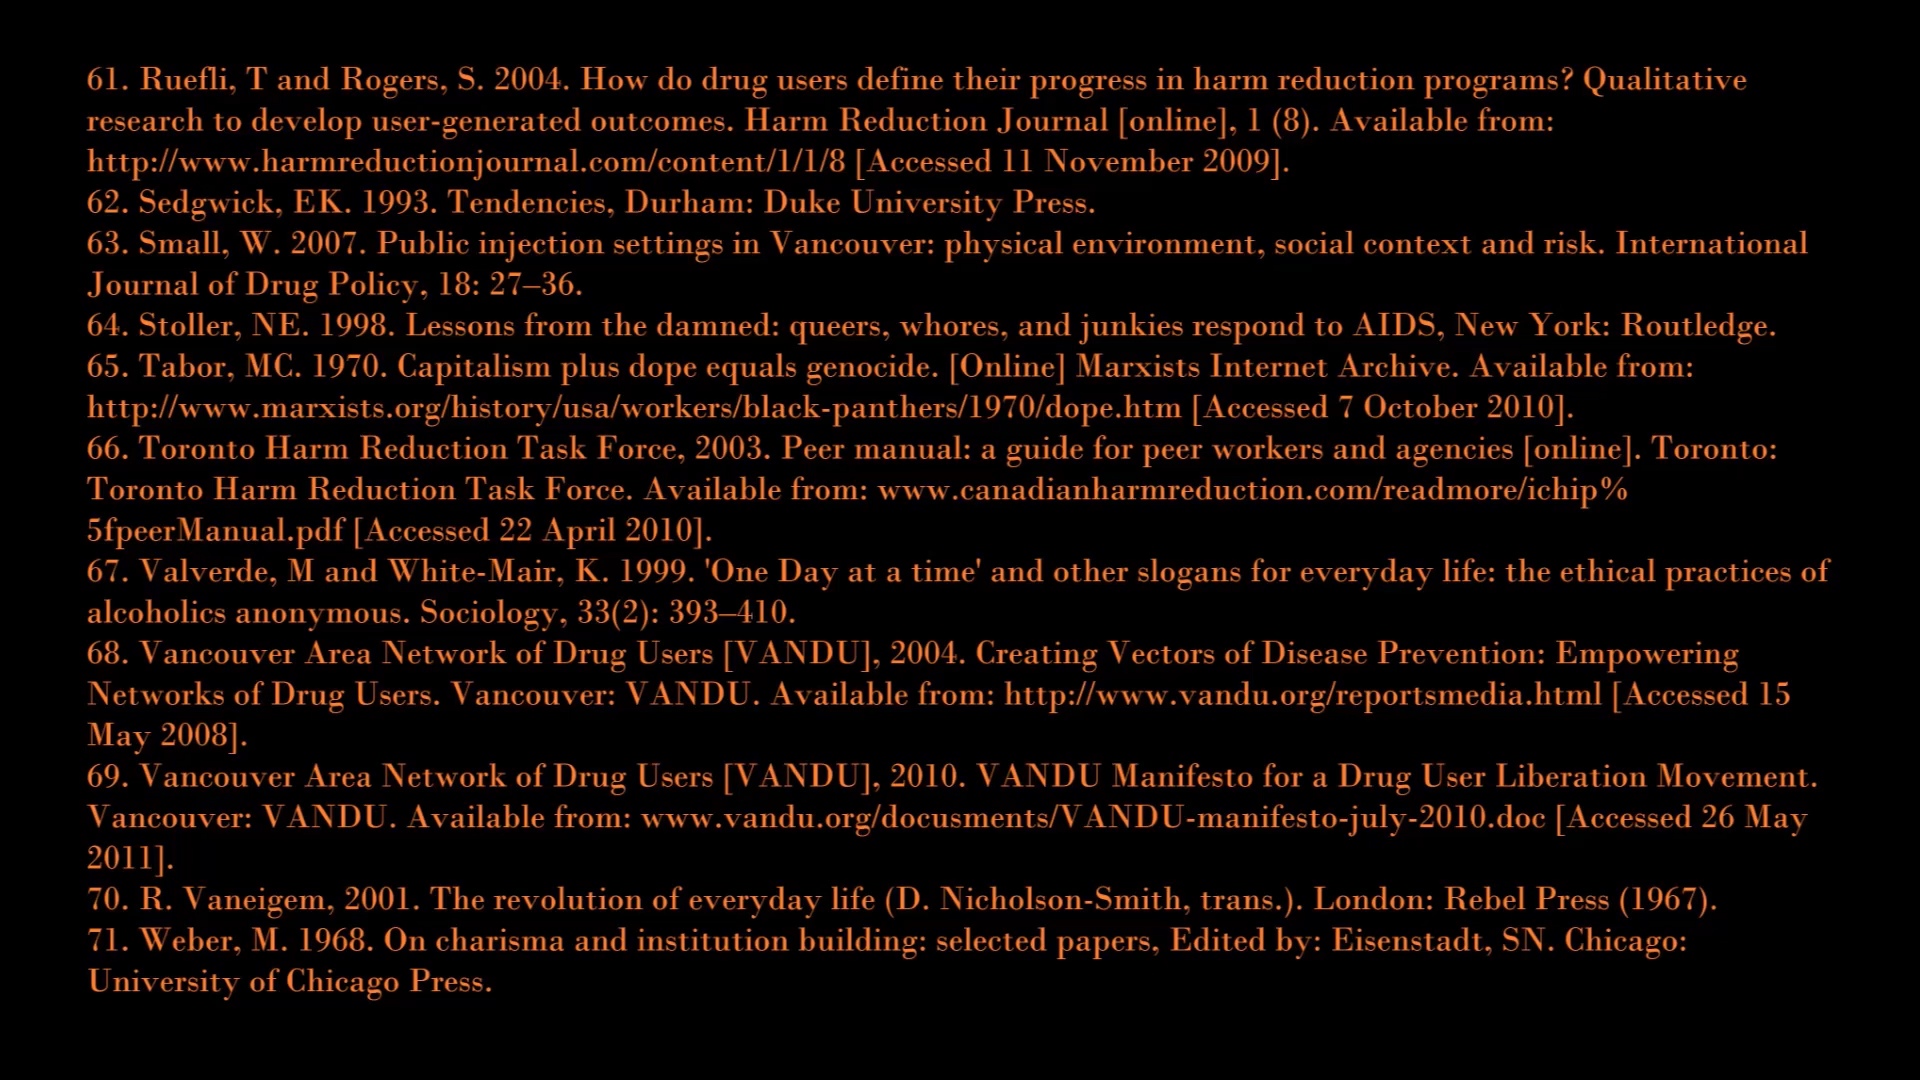 61. Ruefli, T and Rogers, S. 2004. How do drug users define their progress in harm reduction programs? Qualitative
research to develop user-generated outcomes. Harm Reduction Journal [online], 1 (8). Available from:
http://www.harmreductionjournal.com/content/1/1/8 [Accessed 11 November 2009].
62. Sedgwick, EK. 1993. Tendencies, Durham: Duke University Press.
63. Small, W. 2007. Public injection settings in Vancouver: physical environment, social context and risk. International
Journal of Drug Policy, 18: 27–36.
64. Stoller, NE. 1998. Lessons from the damned: queers, whores, and junkies respond to AIDS, New York: Routledge.
65. Tabor, MC. 1970. Capitalism plus dope equals genocide. [Online] Marxists Internet Archive. Available from:
http://www.marxists.org/history/usa/workers/black-panthers/1970/dope.htm [Accessed 7 October 2010].
66. Toronto Harm Reduction Task Force, 2003. Peer manual: a guide for peer workers and agencies [online]. Toronto:
Toronto Harm Reduction Task Force. Available from: www.canadianharmreduction.com/readmore/ichip%
5fpeerManual.pdf [Accessed 22 April 2010].
67. Valverde, M and White-Mair, K. 1999. 'One Day at a time' and other slogans for everyday life: the ethical practices of
alcoholics anonymous. Sociology, 33(2): 393–410.
68. Vancouver Area Network of Drug Users [VANDU], 2004. Creating Vectors of Disease Prevention: Empowering
Networks of Drug Users. Vancouver: VANDU. Available from: http://www.vandu.org/reportsmedia.html [Accessed 15
May 2008].
69. Vancouver Area Network of Drug Users [VANDU], 2010. VANDU Manifesto for a Drug User Liberation Movement.
Vancouver: VANDU. Available from: www.vandu.org/docusments/VANDU-manifesto-july-2010.doc [Accessed 26 May
2011].
70. R. Vaneigem, 2001. The revolution of everyday life (D. Nicholson-Smith, trans.). London: Rebel Press (1967).
71. Weber, M. 1968. On charisma and institution building: selected papers, Edited by: Eisenstadt, SN. Chicago:
University of Chicago Press.